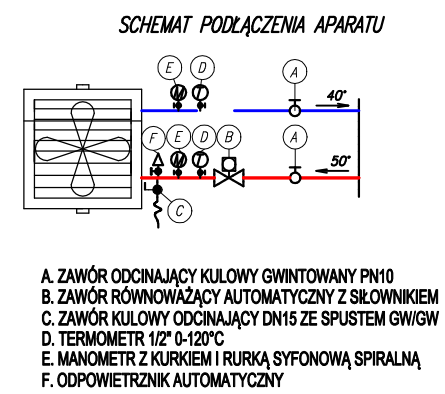 SCHEMAT PODŁĄCZENIA APARATU
E D A
40°
F E D B A
50°
C
A. ZAWÓR ODCINAJĄCY KULOWY GWINTOWANY PN10
B. ZAWÓR RÓWNOWAŻĄCY AUTOMATYCZNY Z SIŁOWNIKIEM
C. ZAWÓR KULOWY ODCINAJĄCY DN15 ZE SPUSTEM GW/GW
D. TERMOMETR 1/2" 0-120°C
E. MANOMETR Z KURKIEM I RURKĄ SYFONOWĄ SPIRALNĄ
F. ODPOWIETRZNIK AUTOMATYCZNY